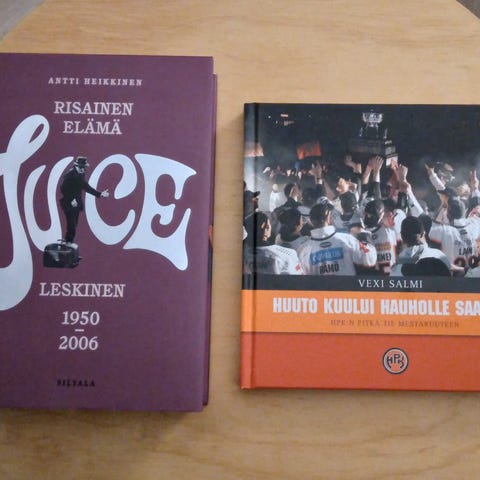 ANTTI HEIKKINEN
RISAINEN
ELÄMÄ
JUICE
LESKINEN
1950
–
2006
SILTALA
RÄMÖ
VEXI SALMI
HUUTO KUULUI HAUHOLLE SAA
HPK:N PITKÄ TIE MESTARUUTEEN
HPK